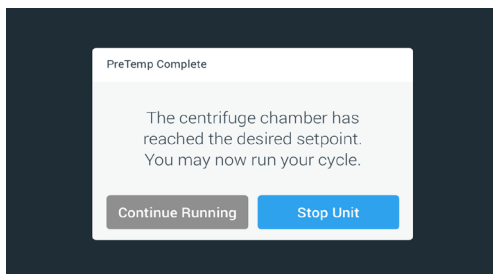 PreTemp Complete
The centrifuge chamber has
reached the desired setpoint.
You may now run your cycle.
Continue Running
Stop Unit